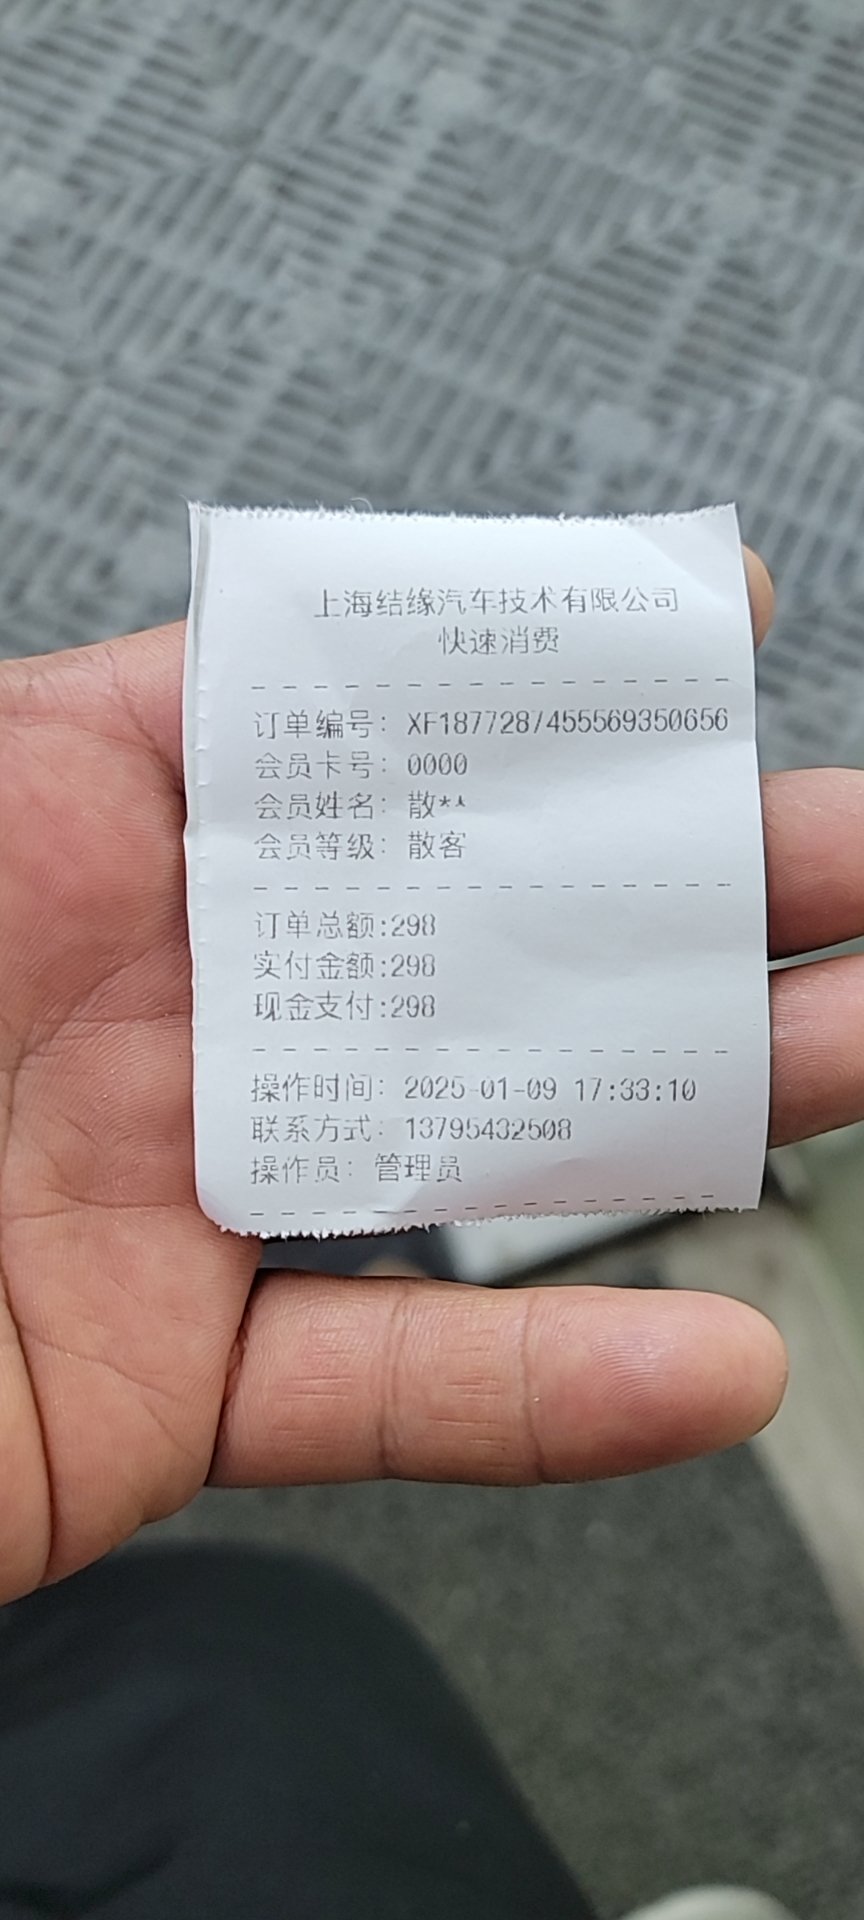 上海结缘汽车技术有限公司
快速消费
订单编号: XF1877287455569350656
会员卡号: 0000
会员姓名: 散**
会员等级: 散客
订单总额:298
实付金额:298
现金支付:298
操作时间: 2025-01-09 17:33:10
联系方式: 13795432508
操作员: 管理员